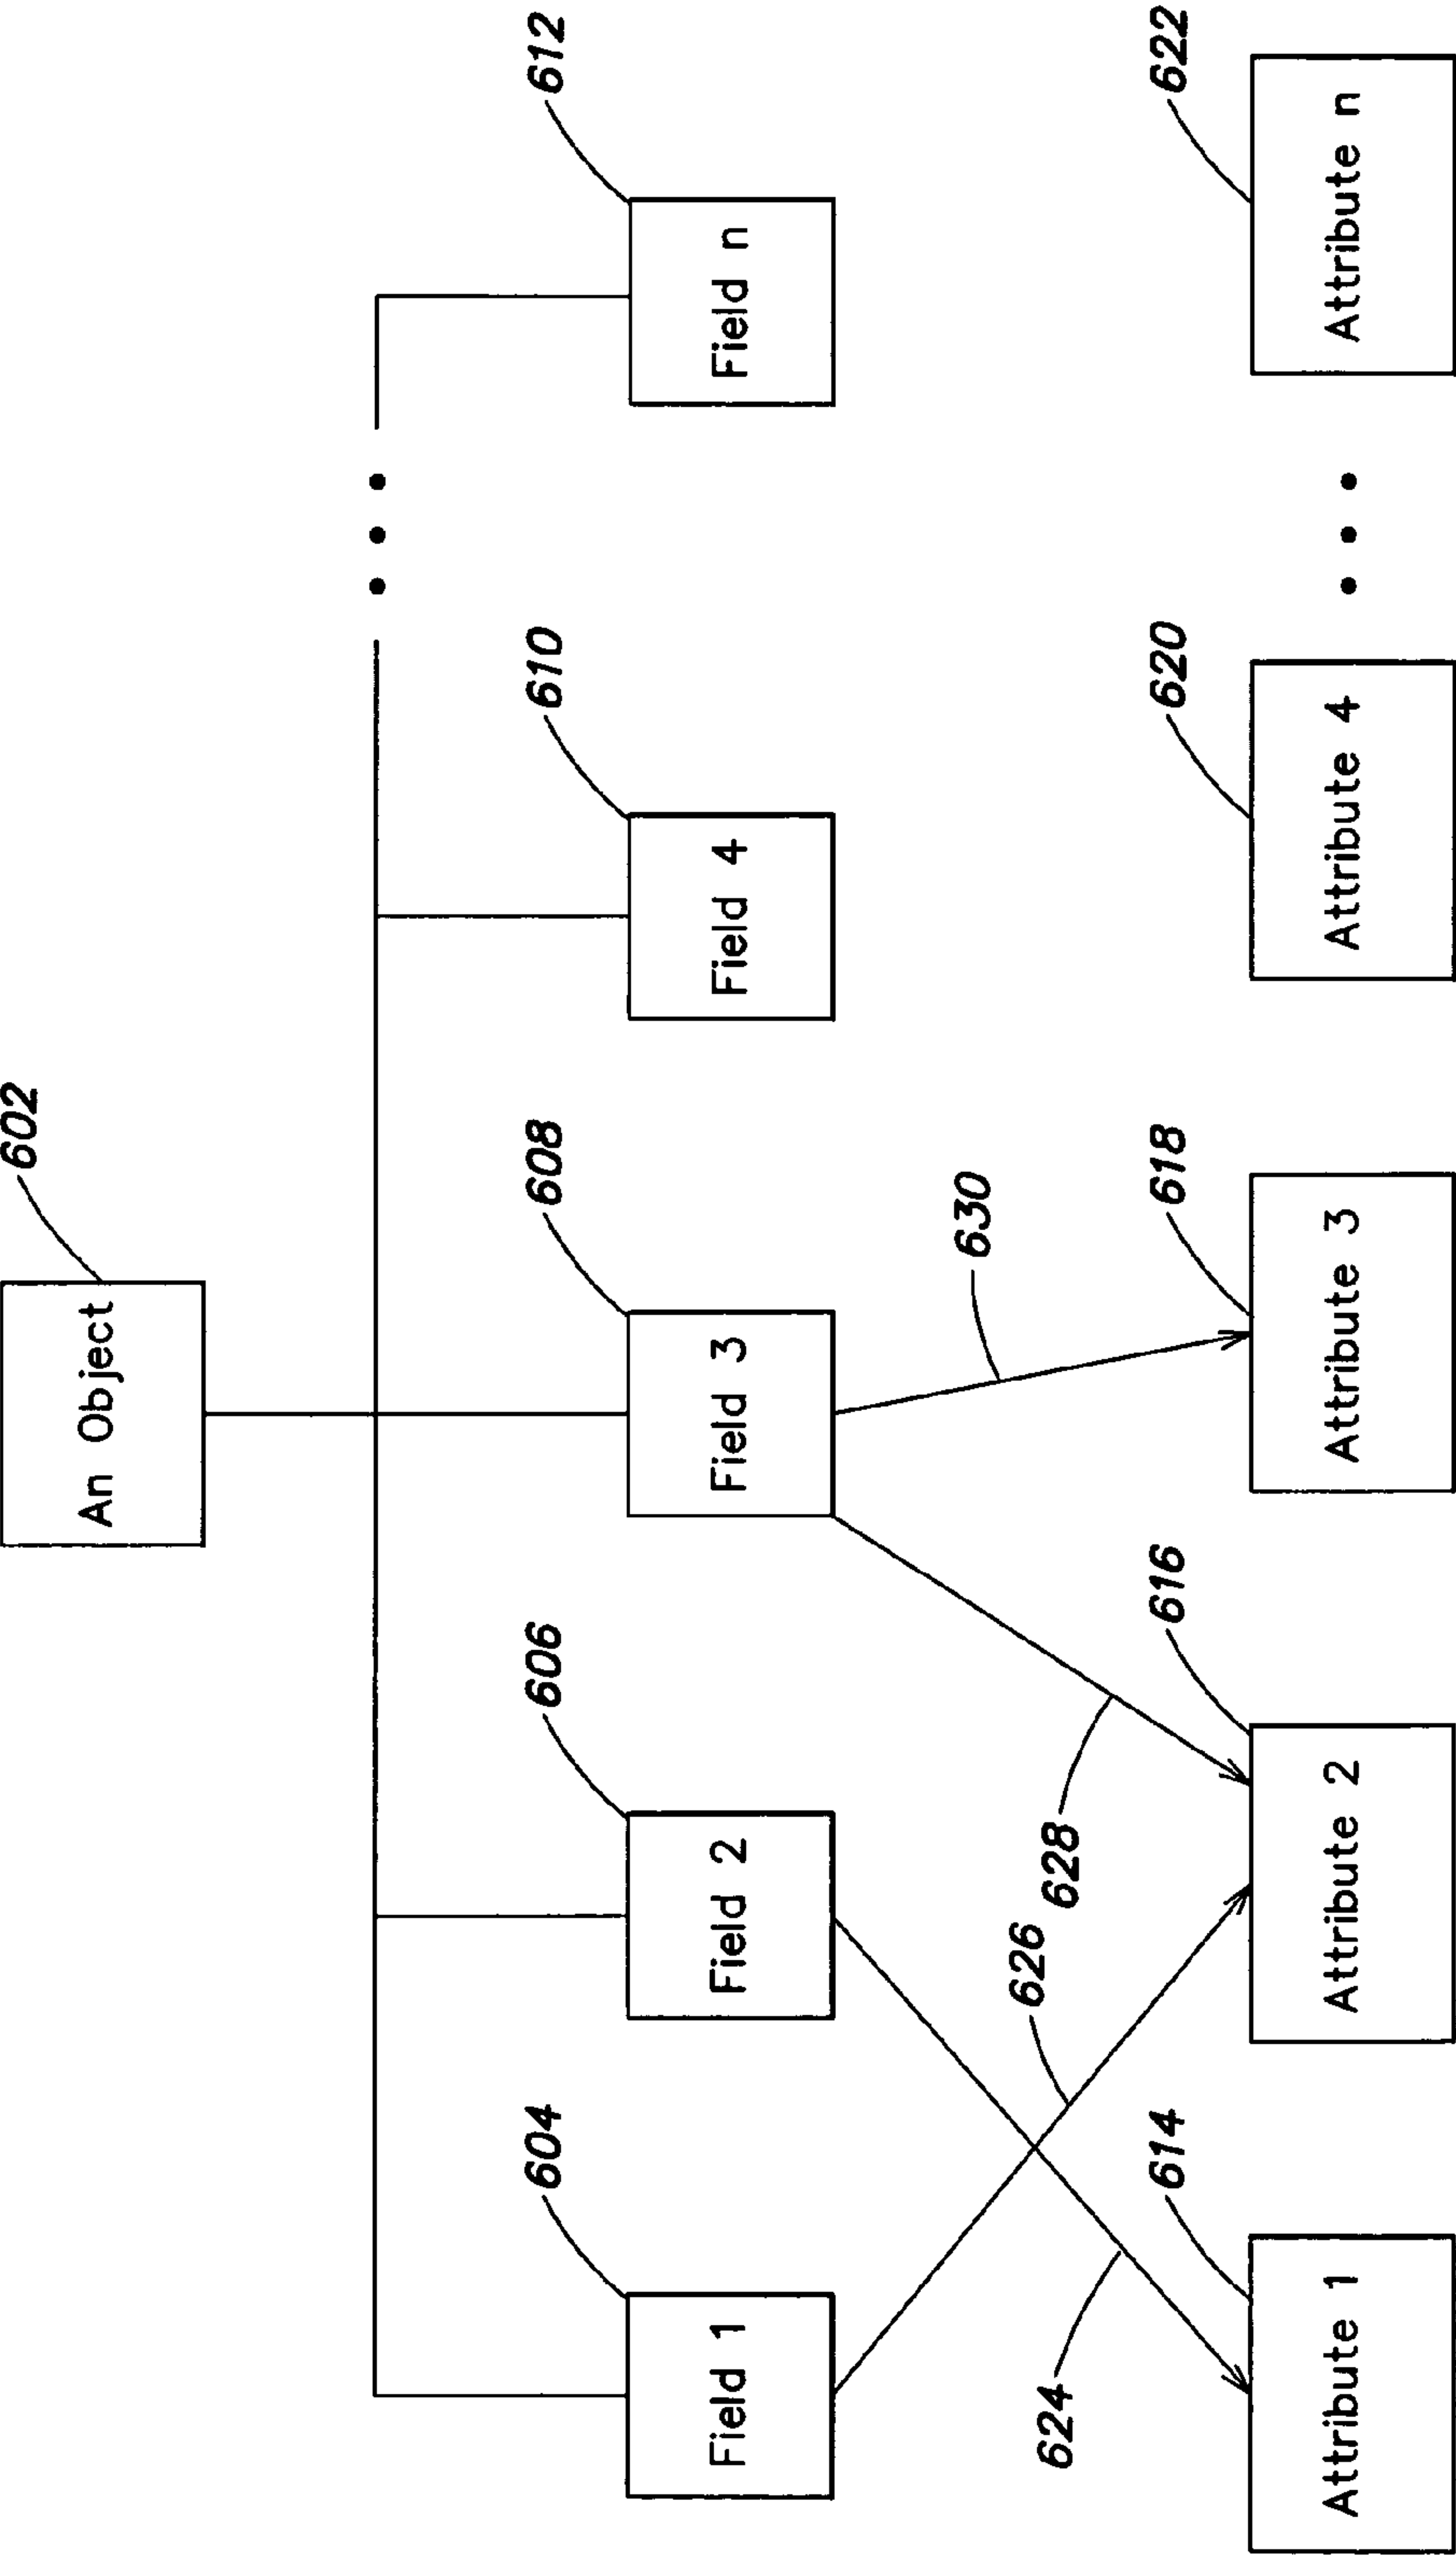 602
An Object
604
606
608
610
612
Field 1
Field 2
Field 3
Field 4
Field n
624
626
628
630
614
616
618
620
622
Attribute 1
Attribute 2
Attribute 3
Attribute 4
Attribute n